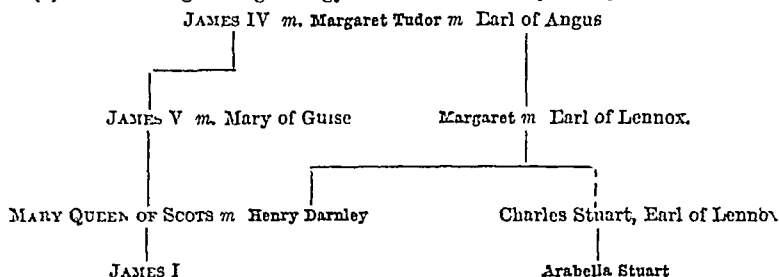 JAMES IV m. Margaret Tudor m Earl of Angus
JAMES V m. Mary of Guise Margaret m Earl of Lennox.
MARY QUEEN OF SCOTS m Henry Darnley Charles Stuart, Earl of Lennox
JAMES I Arabella Stuart